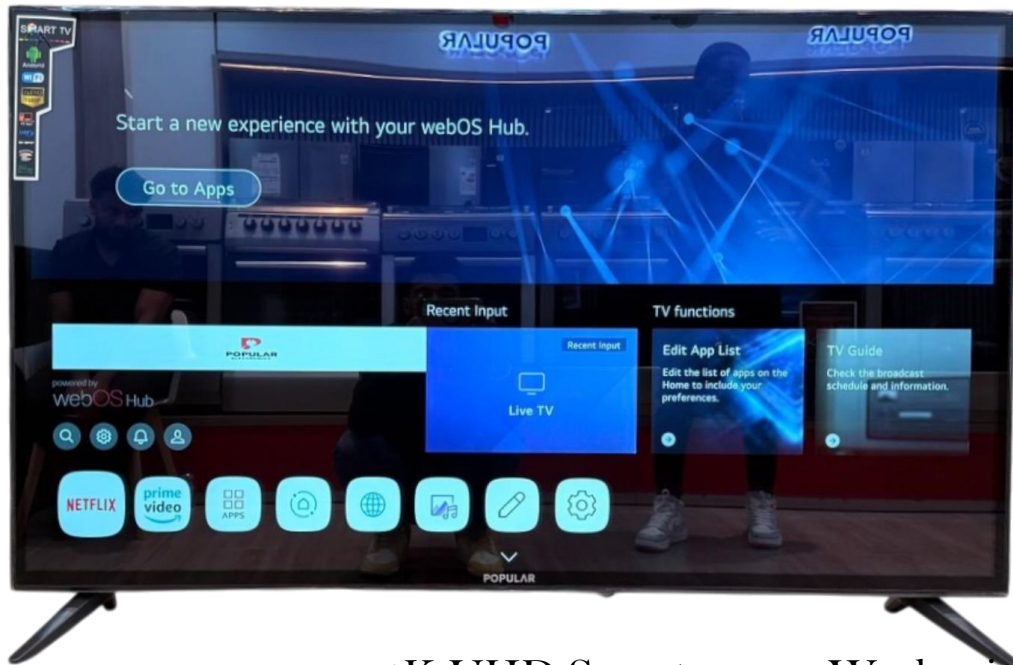 SMART TV
Android
WiFi
POPULAR
POPULAR
Start a new experience with your webOS Hub.
Go to Apps
Recent Input
TV functions
POPULAR
Recent Input
Live TV
Edit App List
Edit the list of apps on the
Home to include your
preferences.
TV Guide
Check the broadcast
schedule and information.
powered by
webOS Hub
NETFLIX
prime
video
APPS
POPULAR